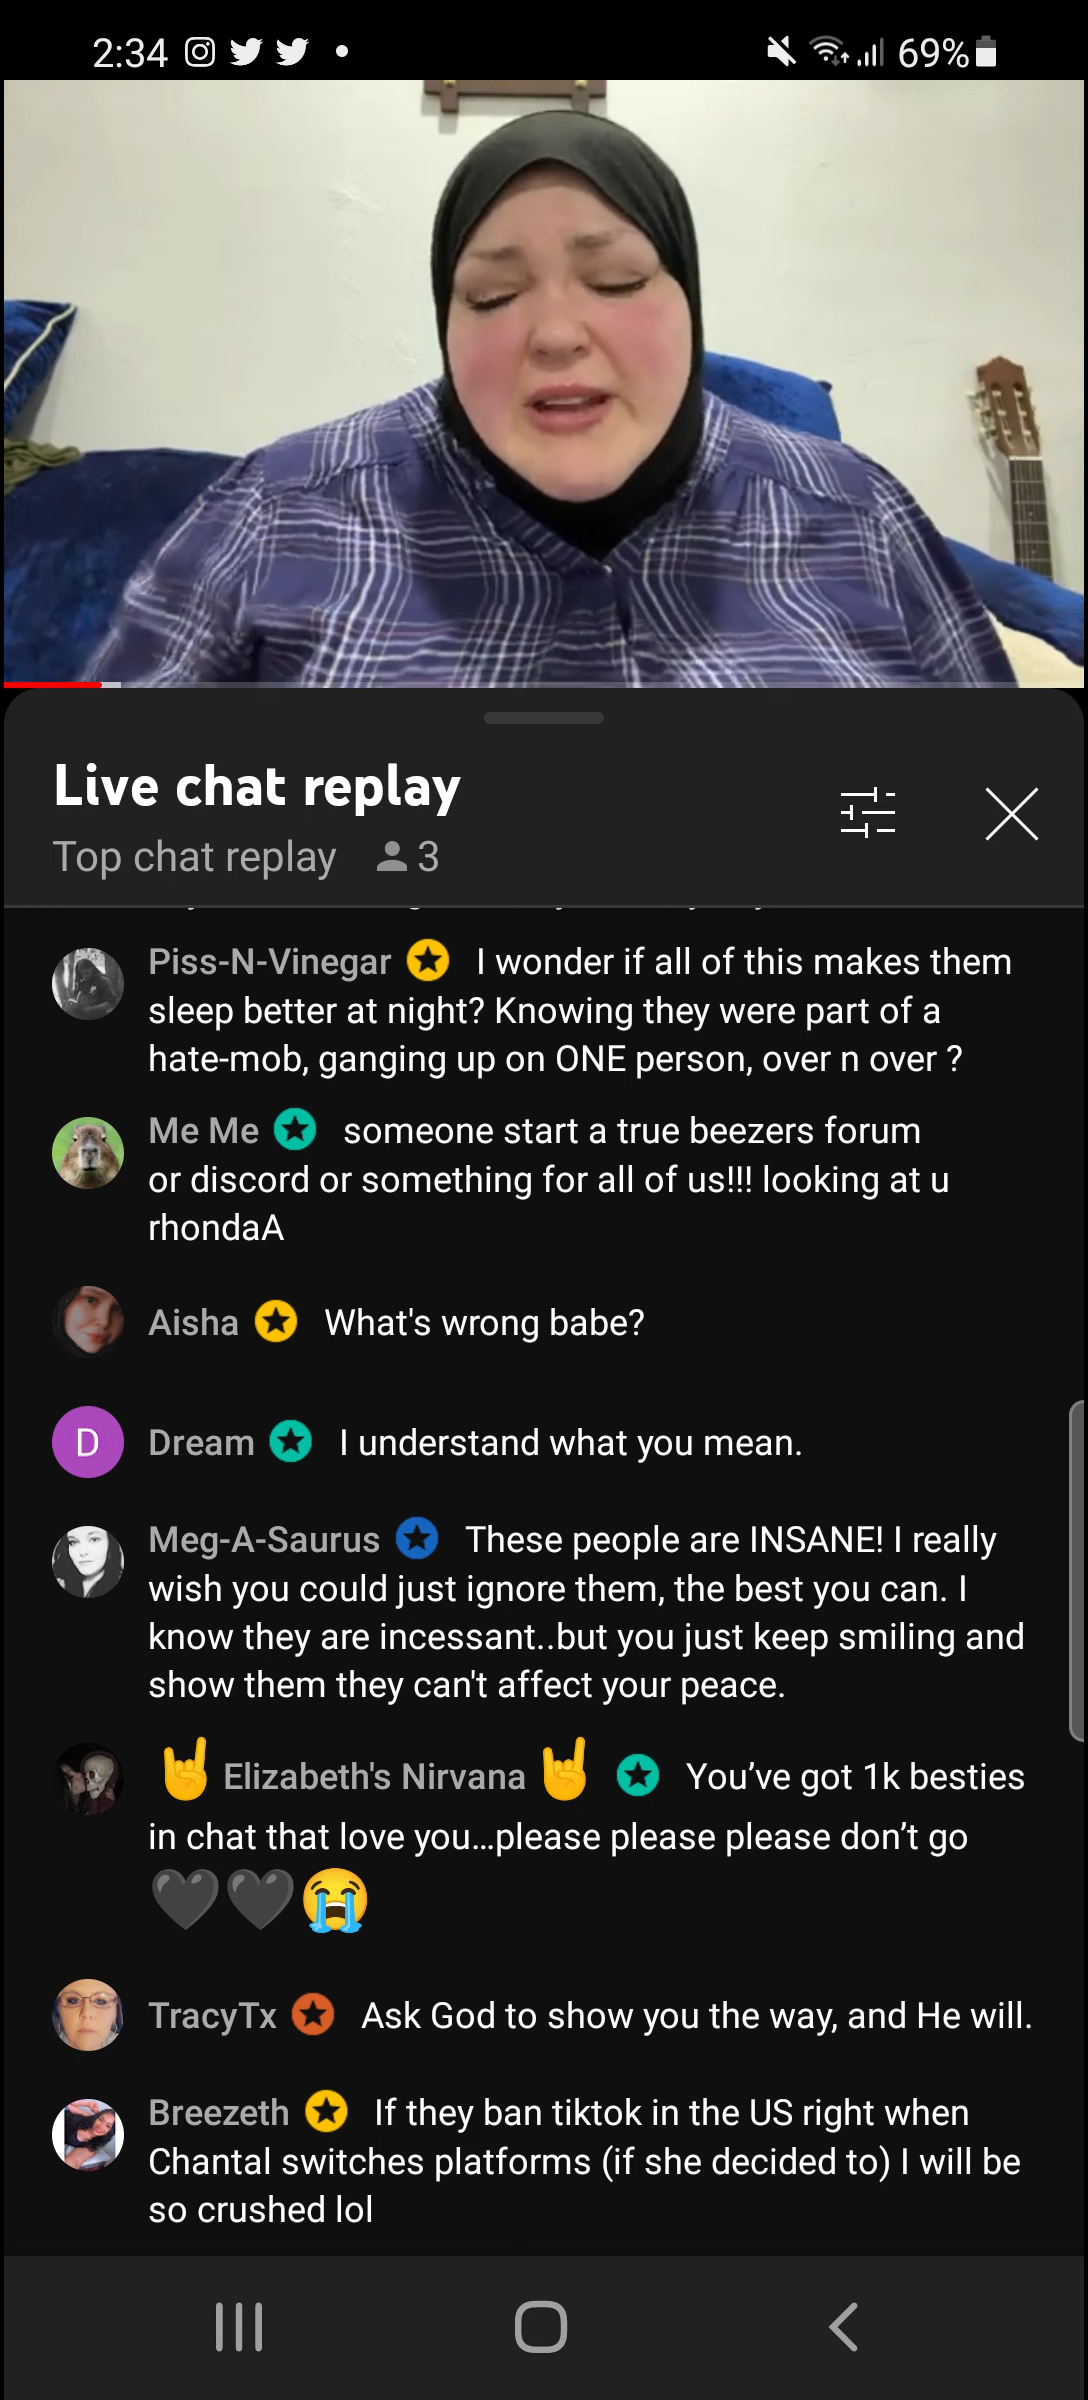 2:34 69%
Live chat replay
Top chat replay 3
Piss-N-Vinegar I wonder if all of this makes them
sleep better at night? Knowing they were part of a
hate-mob, ganging up on ONE person, over n over ?
Me Me someone start a true beezers forum
or discord or something for all of us!!! looking at u
rhondaA
Aisha What's wrong babe?
D Dream I understand what you mean.
Meg-A-Saurus These people are INSANE! I really
wish you could just ignore them, the best you can. I
know they are incessant..but you just keep smiling and
show them they can't affect your peace.
🤘Elizabeth's Nirvana🤘 You’ve got 1k besties
in chat that love you…please please please don’t go
🖤🖤😭
TracyTx Ask God to show you the way, and He will.
Breezeth If they ban tiktok in the US right when
Chantal switches platforms (if she decided to) I will be
so crushed lol